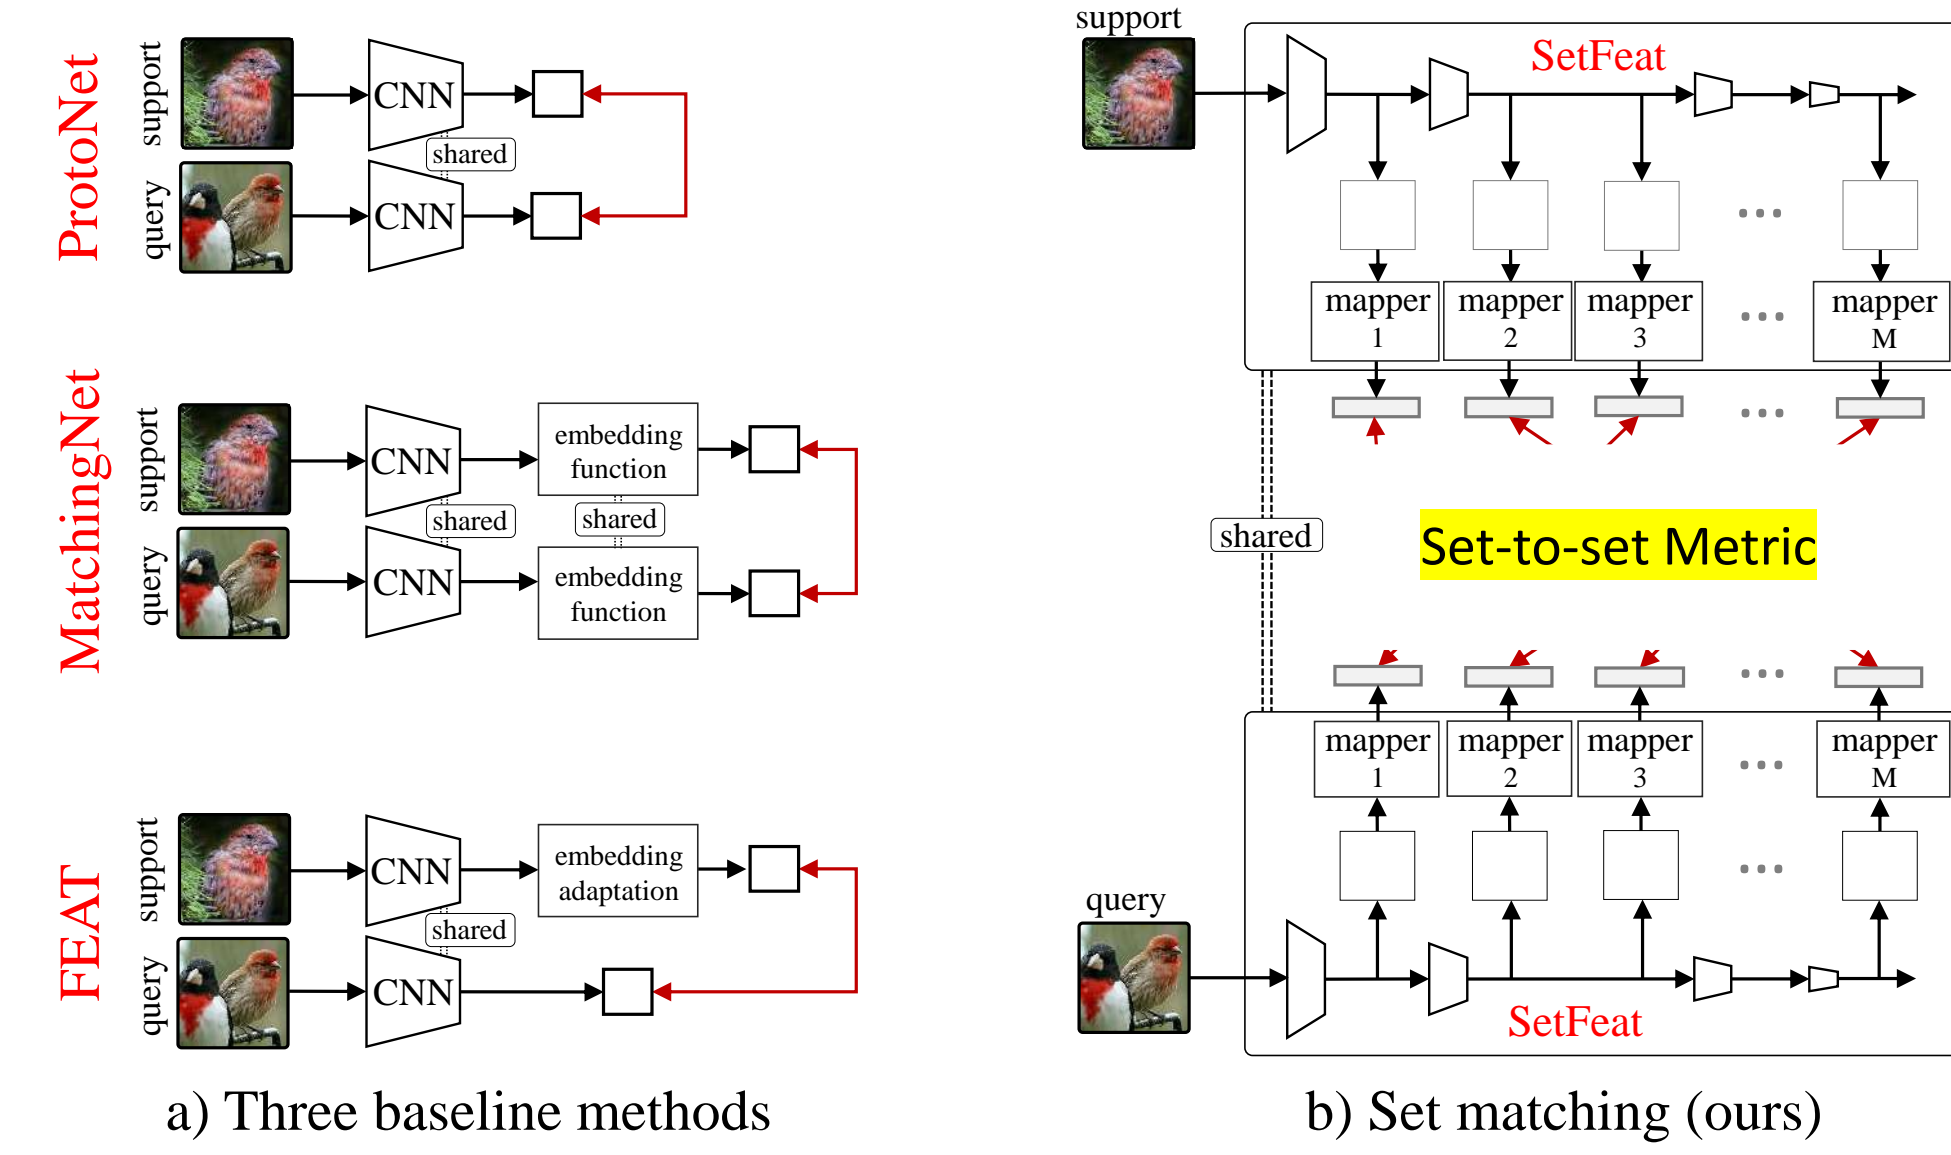 ProtoNet
support
CNN
shared
query
CNN
MatchingNet
support
CNN
embedding
function
shared
shared
query
CNN
embedding
function
FEAT
support
CNN
embedding
adaptation
shared
query
CNN
a) Three baseline methods
support
SetFeat
...
mapper
1
mapper
2
mapper
3
...
mapper
M
...
shared
Set-to-set Metric
...
mapper
1
mapper
2
mapper
3
...
mapper
M
...
query
SetFeat
b) Set matching (ours)